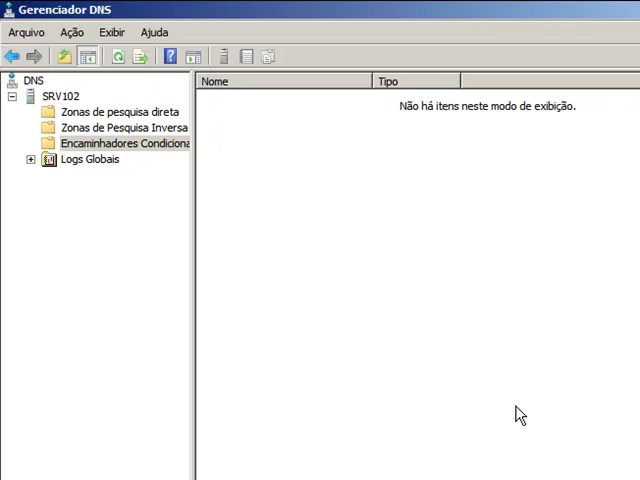 Gerenciador DNS
Arquivo Ação Exibir Ajuda
DNS
SRV102
Zonas de pesquisa direta
Zonas de Pesquisa Inversa
Encaminhadores Condiciona
Logs Globais
Nome Tipo
Não há itens neste modo de exibição.